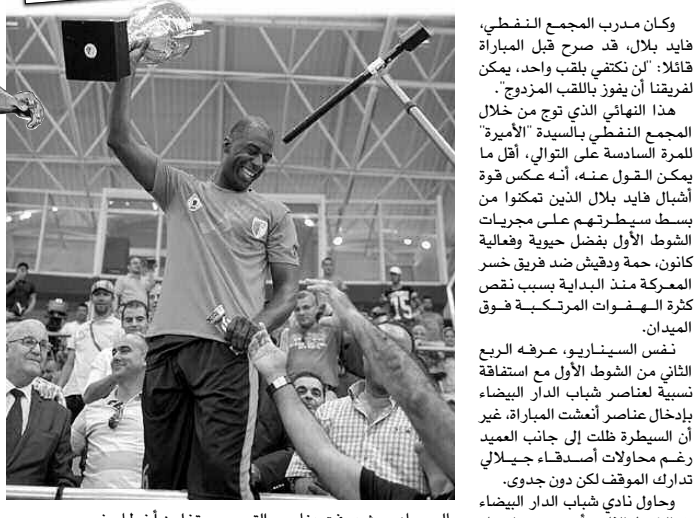 وكان مدرب المجمع النفطي،
فايد بلال، قد صرح قبل المباراة
قائلا: "لن نكتفي بلقب واحد، يمكن
لفريقنا أن يفوز باللقب المزدوج".
هذا النهائي الذي توج من خلال
المجمع النفطي بالسيدة "الأميرة"
للمرة السادسة على التوالي، أقل ما
يمكن القول عنه، أنه عكس قوة
أشبال فايد بلال الذين تمكنوا من
بسط سيطرتهم على مجريات
الشوط الأول بفضل حيوية وفعالية
كانون، حمة ودقيش ضد فريق خسر
المعركة منذ البداية بسبب نقص
كثرة الهفوات المرتكبة فوق
الميدان.
نفس السيناريو، عرفه الربع
الثاني من الشوط الأول مع استفاقة
نسبية لعناصر شباب الدار البيضاء
بإدخال عناصر أنعشت المباراة، غير
أن السيطرة ظلت إلى جانب العميد
رغم محاولات أصدقاء جيلالي
تدارك الموقف لكن دون جدوى.
وحاول نادي شباب الدار البيضاء